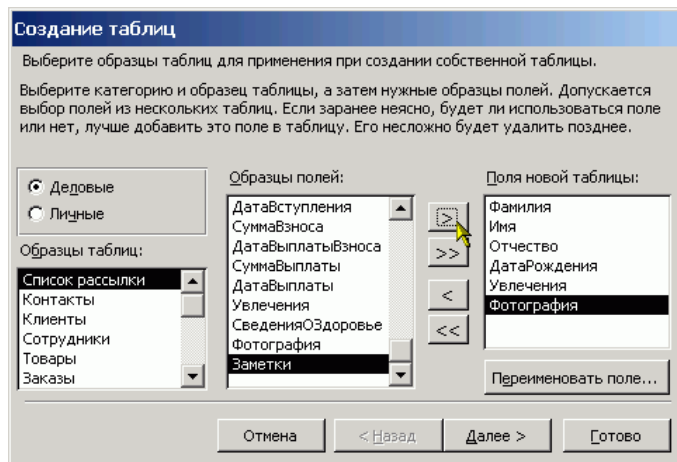 Создание таблиц
Выберите образцы таблиц для применения при создании собственной таблицы.
Выберите категорию и образец таблицы, а затем нужные образцы полей. Допускается
выбор полей из нескольких таблиц. Если заранее неясно, будет ли использоваться поле
или нет, лучше добавить это поле в таблицу. Его несложно будет удалить позднее.
Деловые
Личные
Образцы таблиц:
Список рассылки
Контакты
Клиенты
Сотрудники
Товары
Заказы
Образцы полей:
ДатаВступления
СуммаВзноса
ДатаВыплатыВзноса
СуммаВыплаты
ДатаВыплаты
Увлечения
СведенияОЗдоровье
Фотография
Заметки
>
>>
<
<<
Поля новой таблицы:
Фамилия
Имя
Отчество
ДатаРождения
Увлечения
Фотография
Переименовать поле...
Отмена
< Назад
Далее >
Готово